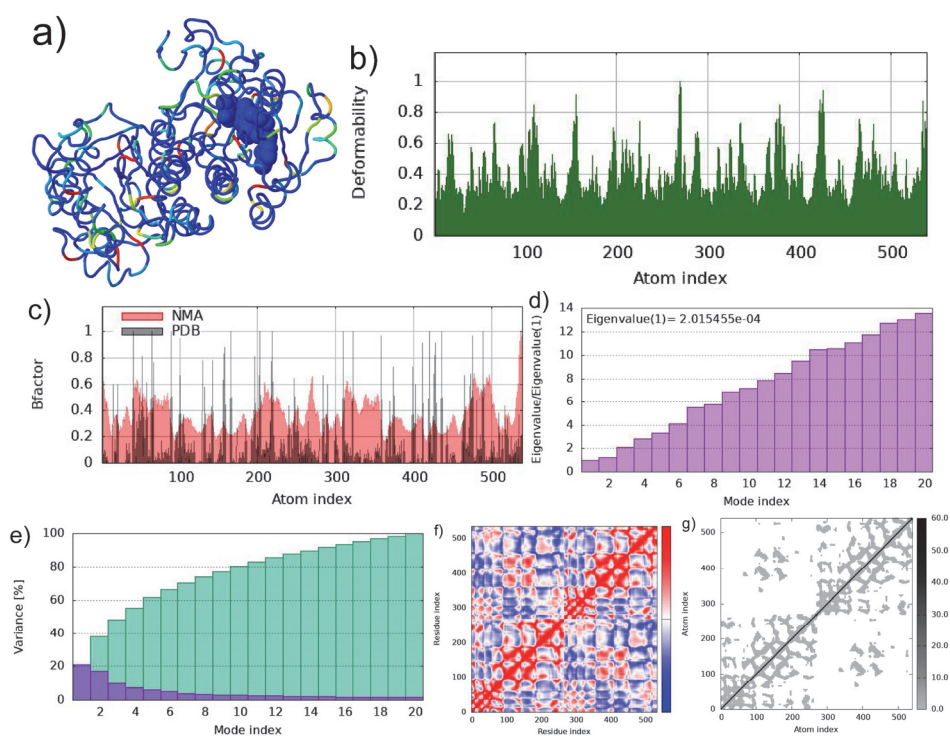 a)
b)
Deformability
1
0.8
0.6
0.4
0.2
0
100 200 300 400 500
Atom index
c)
NMA
PDB
Bfactor
1
0.8
0.6
0.4
0.2
0
100 200 300 400 500
Atom index
d)
Eigenvalue(1)= 2.015455e-04
Eigenvalue/Eigenvalue(1)
14
12
10
8
6
4
2
0
2 4 6 8 10 12 14 16 18 20
Mode index
e)
Variance [%]
100
80
60
40
20
0
2 4 6 8 10 12 14 16 18 20
Mode index
f)
Residue index
500
400
300
200
100
0
0 100 200 300 400 500
Residue index
g)
Atom index
500
400
300
200
100
0
0 100 200 300 400 500
Atom index
60.0
50.0
40.0
30.0
20.0
10.0
0.0